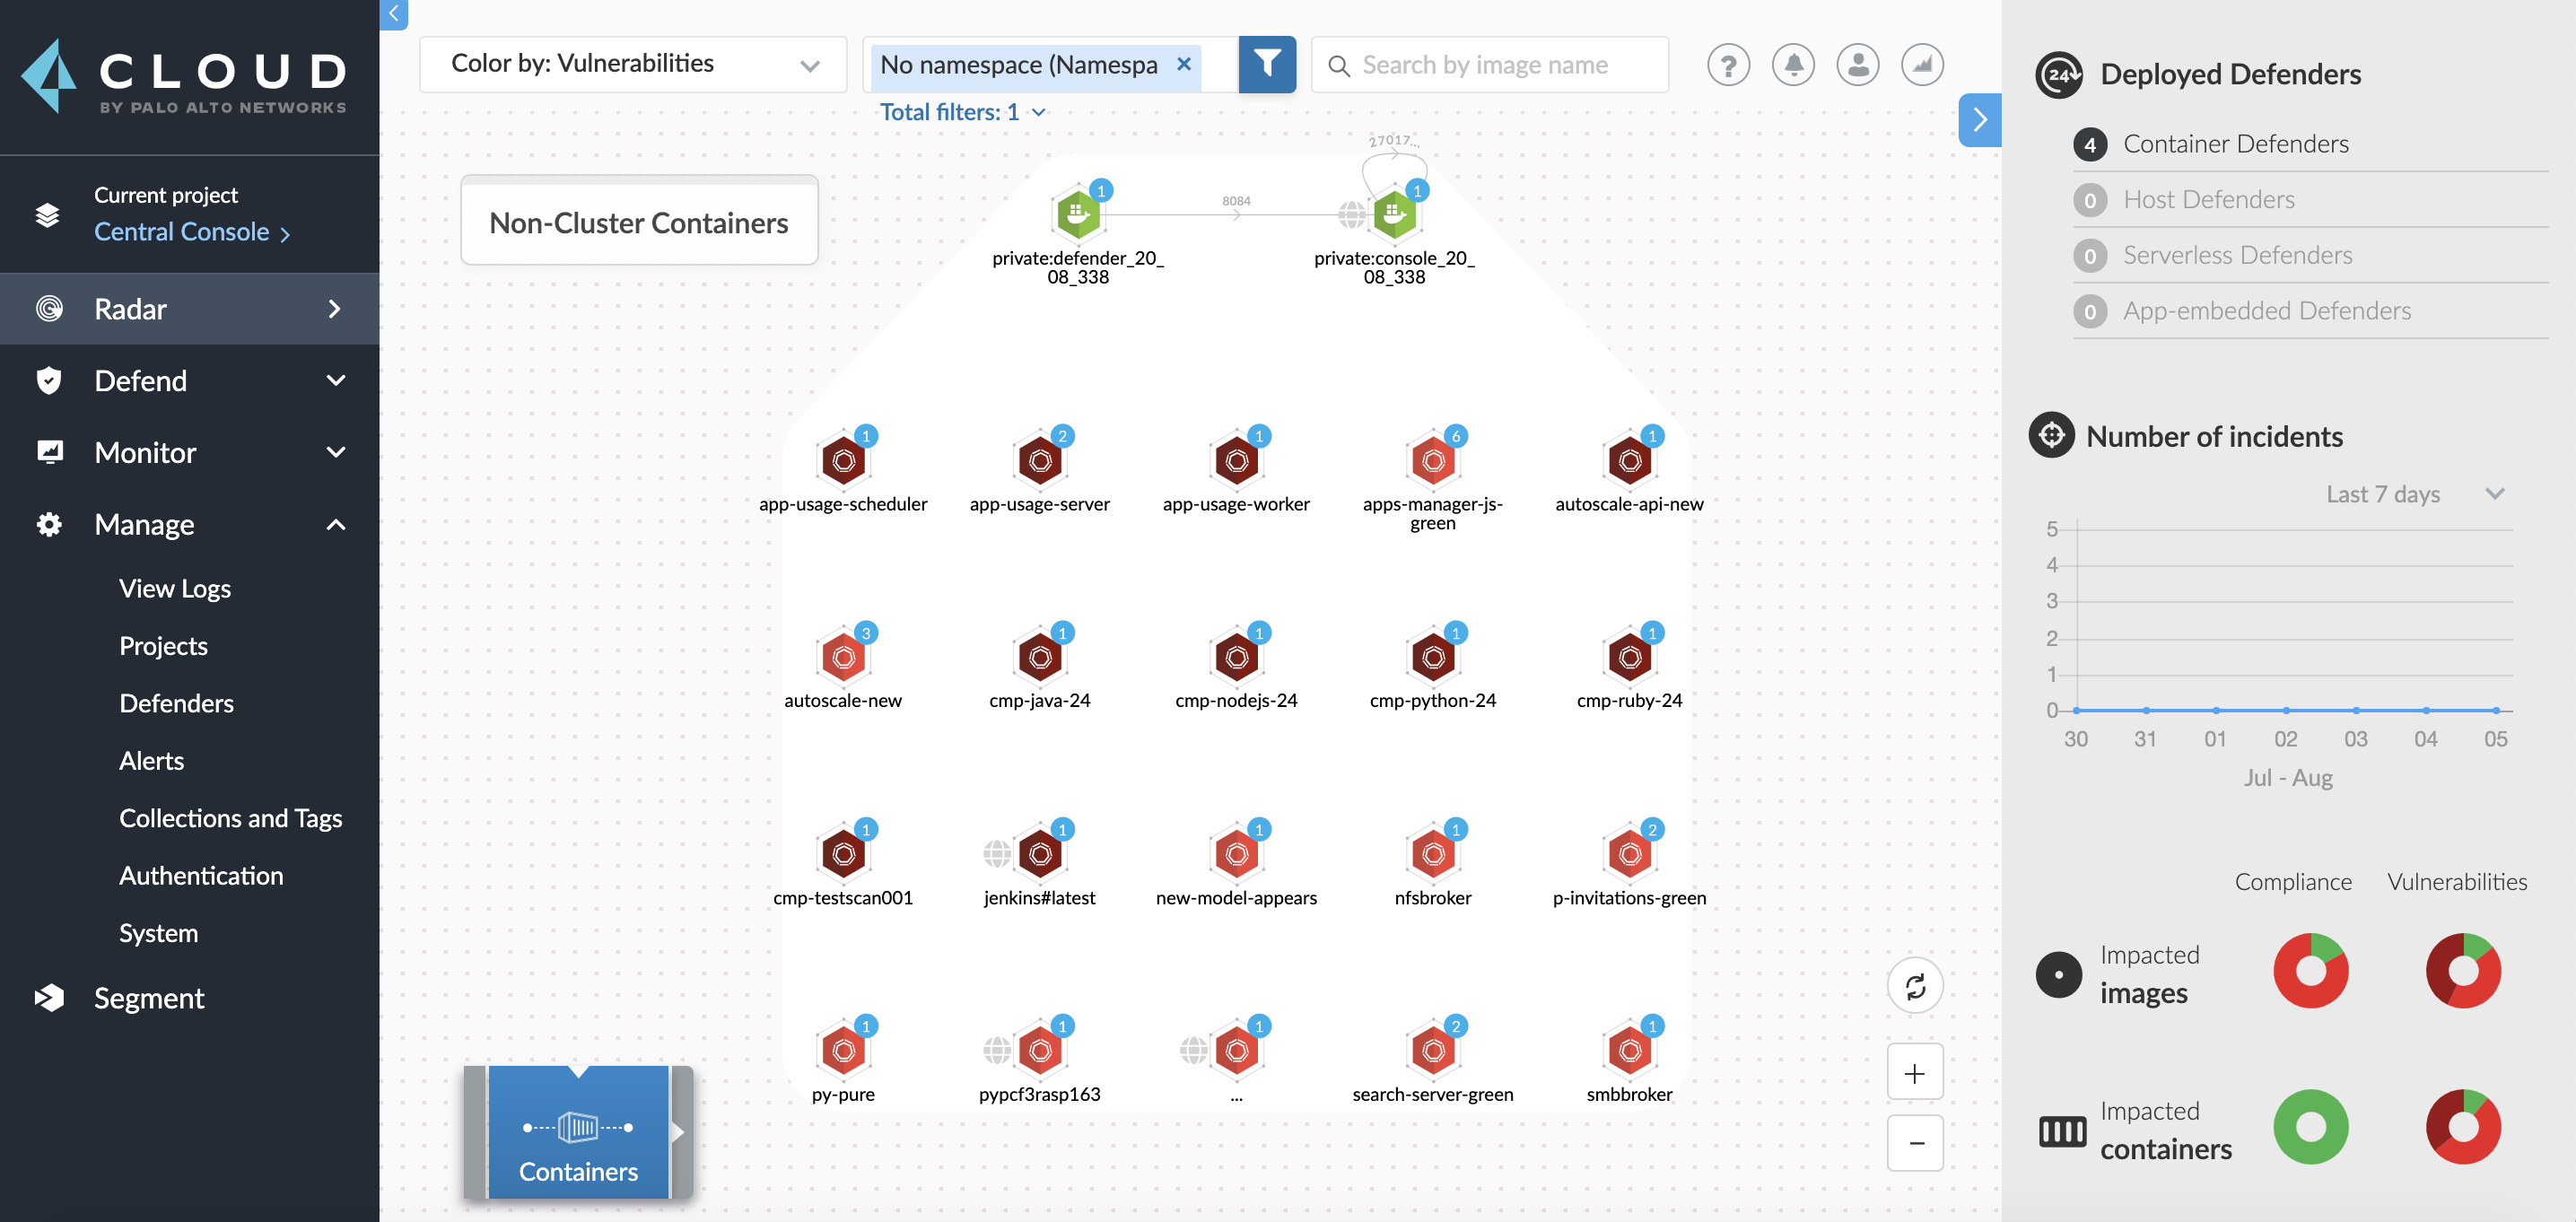 CLOUD
BY PALO ALTO NETWORKS
Current project
Central Console
Radar
Defend
Monitor
Manage
View Logs
Projects
Defenders
Alerts
Collections and Tags
Authentication
System
Segment
Color by: Vulnerabilities
No namespace (Namespa
Search by image name
?
Total filters: 1
Non-Cluster Containers
27017...
1
1
8084
private:defender_20_
08_338
private:console_20_
08_338
1
2
1
6
1
app-usage-scheduler
app-usage-server
app-usage-worker
apps-manager-js-
green
autoscale-api-new
3
1
1
1
1
autoscale-new
cmp-java-24
cmp-nodejs-24
cmp-python-24
cmp-ruby-24
1
1
1
1
2
cmp-testscan001
jenkins#latest
new-model-appears
nfsbroker
p-invitations-green
1
1
1
2
1
py-pure
pypcf3rasp163
...
search-server-green
smbbroker
Containers
24
Deployed Defenders
4 Container Defenders
0 Host Defenders
0 Serverless Defenders
0 App-embedded Defenders
Number of incidents
Last 7 days
5
4
3
2
1
0
30 31 01 02 03 04 05
Jul - Aug
Compliance Vulnerabilities
Impacted
images
Impacted
containers